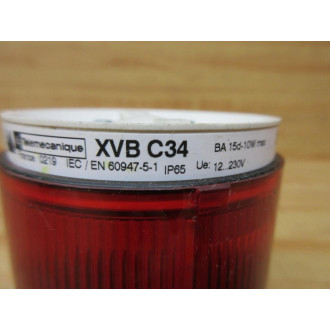 Telemecanique XVB C34 BA 15d-10W max
France 0219 IEC / EN 60947-5-1 IP65 Ue: 12...230V